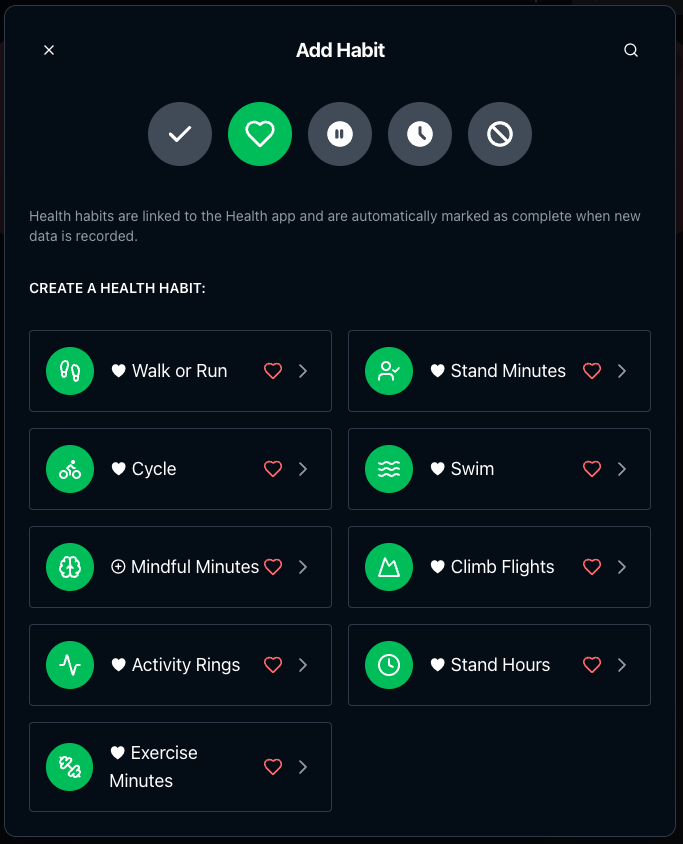 Add Habit
Health habits are linked to the Health app and are automatically marked as complete when new
data is recorded.
CREATE A HEALTH HABIT:
Walk or Run
Stand Minutes
Cycle
Swim
Mindful Minutes
Climb Flights
Activity Rings
Stand Hours
Exercise
Minutes